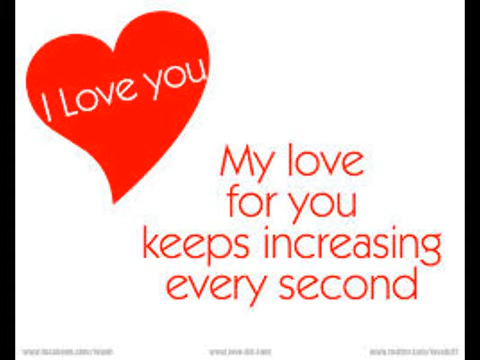 I Love you
My love
for you
keeps increasing
every second